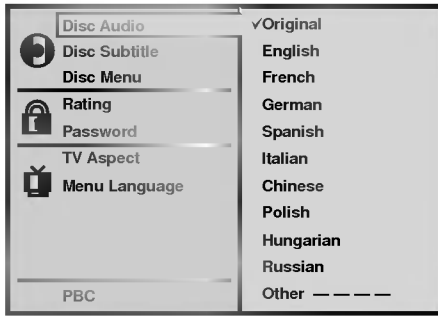 Disc Audio
Disc Subtitle
Disc Menu
Rating
Password
TV Aspect
Menu Language
PBC
✓Original
English
French
German
Spanish
Italian
Chinese
Polish
Hungarian
Russian
Other — — — —